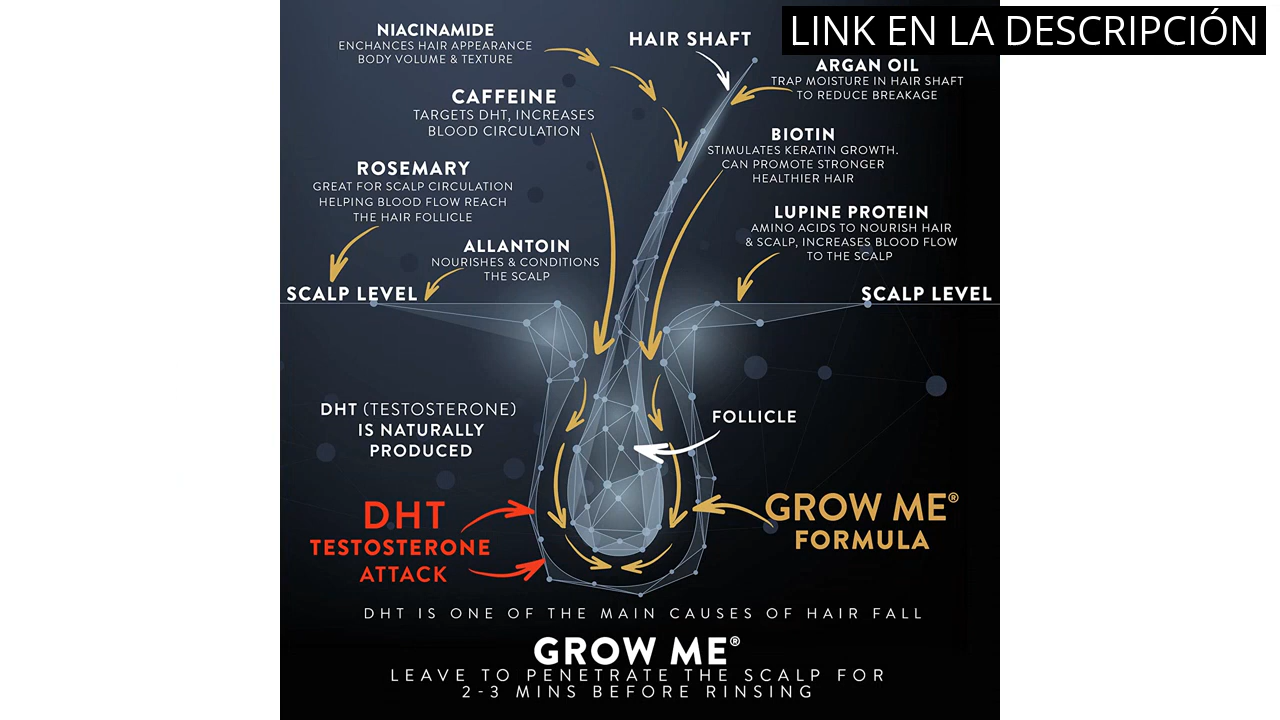 LINK EN LA DESCRIPCIÓN
NIACINAMIDE
ENCHANCES HAIR APPEARANCE
BODY VOLUME & TEXTURE
HAIR SHAFT
ARGAN OIL
TRAP MOISTURE IN HAIR SHAFT
TO REDUCE BREAKAGE
CAFFEINE
TARGETS DHT, INCREASES
BLOOD CIRCULATION
BIOTIN
STIMULATES KERATIN GROWTH.
CAN PROMOTE STRONGER
HEALTHIER HAIR
ROSEMARY
GREAT FOR SCALP CIRCULATION
HELPING BLOOD FLOW REACH
THE HAIR FOLLICLE
LUPINE PROTEIN
AMINO ACIDS TO NOURISH HAIR
& SCALP, INCREASES BLOOD FLOW
TO THE SCALP
ALLANTOIN
NOURISHES & CONDITIONS
THE SCALP
SCALP LEVEL
SCALP LEVEL
DHT (TESTOSTERONE)
IS NATURALLY
PRODUCED
FOLLICLE
DHT
TESTOSTERONE
ATTACK
GROW ME®
FORMULA
DHT IS ONE OF THE MAIN CAUSES OF HAIR FALL
GROW ME®
LEAVE TO PENETRATE THE SCALP FOR
2-3 MINS BEFORE RINSING